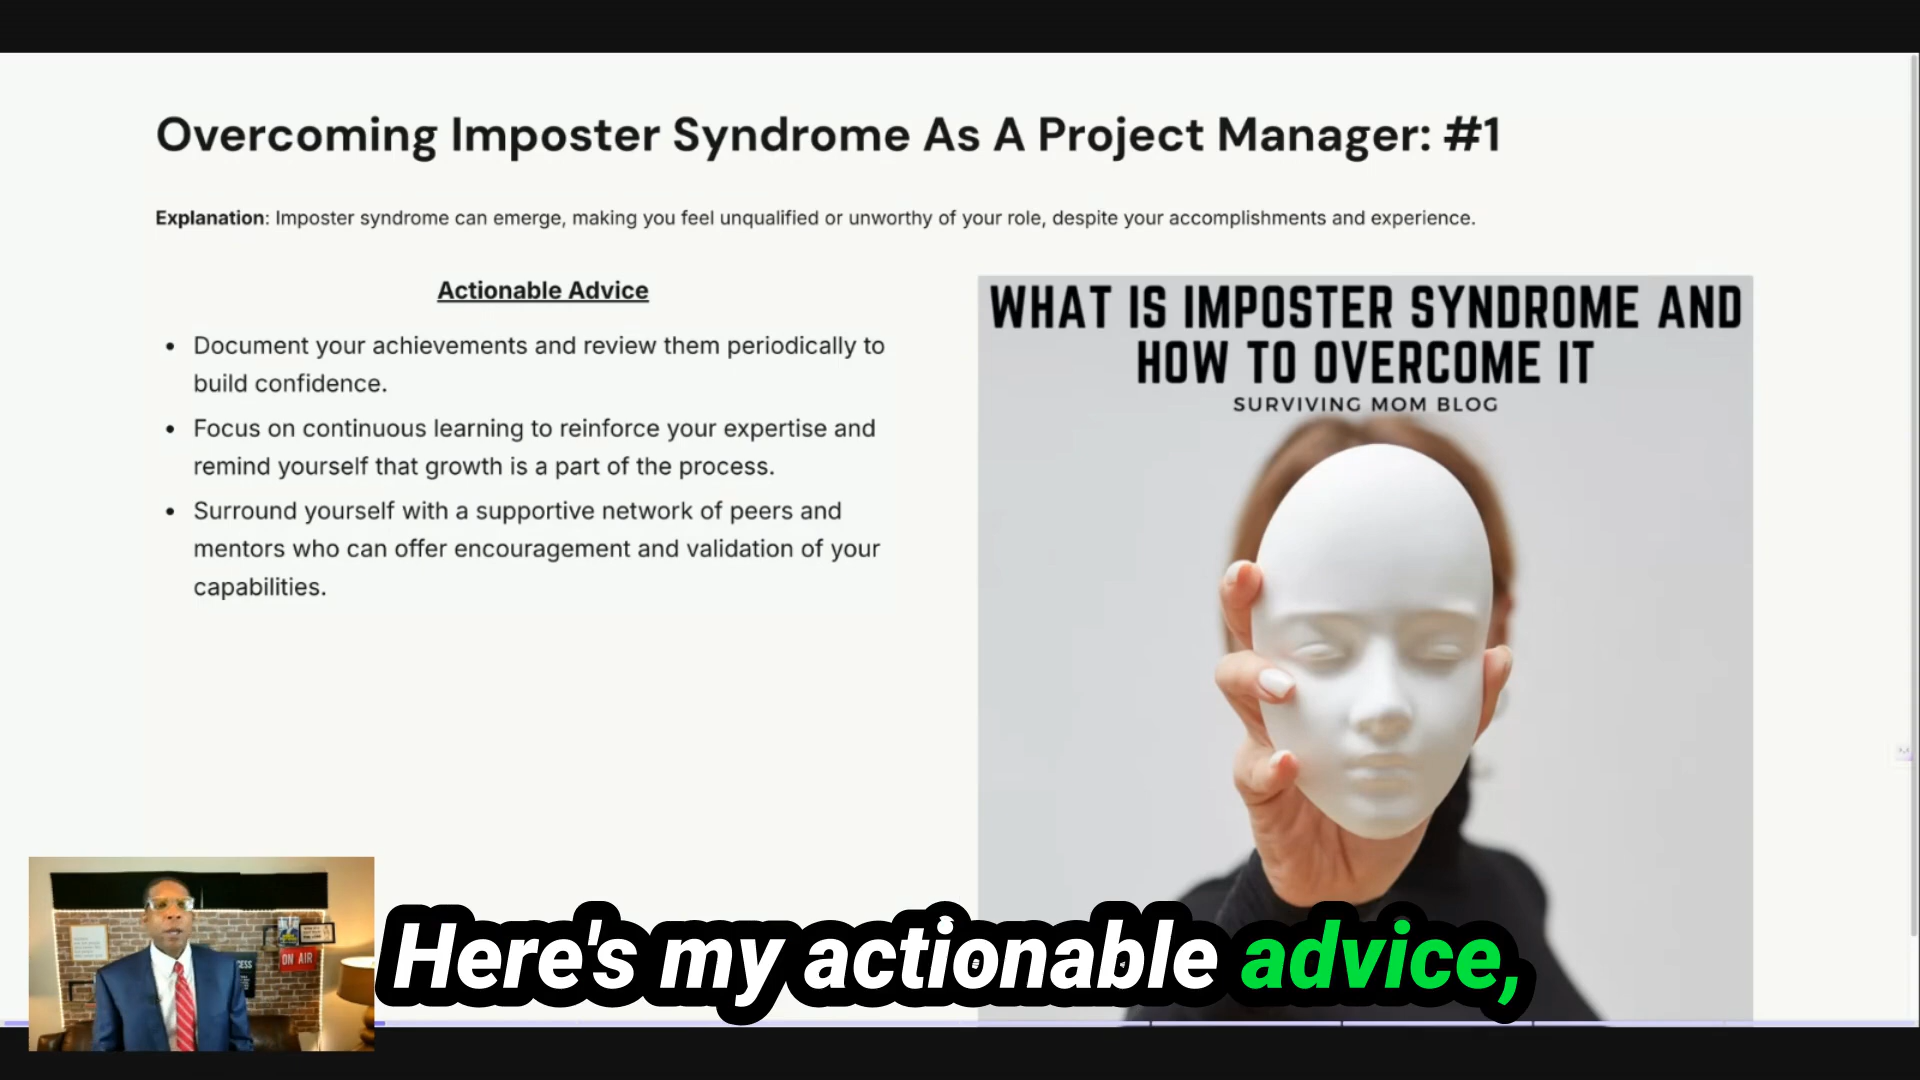 Overcoming Imposter Syndrome As A Project Manager: #1
Explanation: Imposter syndrome can emerge, making you feel unqualified or unworthy of your role, despite your accomplishments and experience.
Actionable Advice
• Document your achievements and review them periodically to
build confidence.
• Focus on continuous learning to reinforce your expertise and
remind yourself that growth is a part of the process.
• Surround yourself with a supportive network of peers and
mentors who can offer encouragement and validation of your
capabilities.
WHAT IS IMPOSTER SYNDROME AND
HOW TO OVERCOME IT
SURVIVING MOM BLOG
ON AIR
Here's my actionable advice,